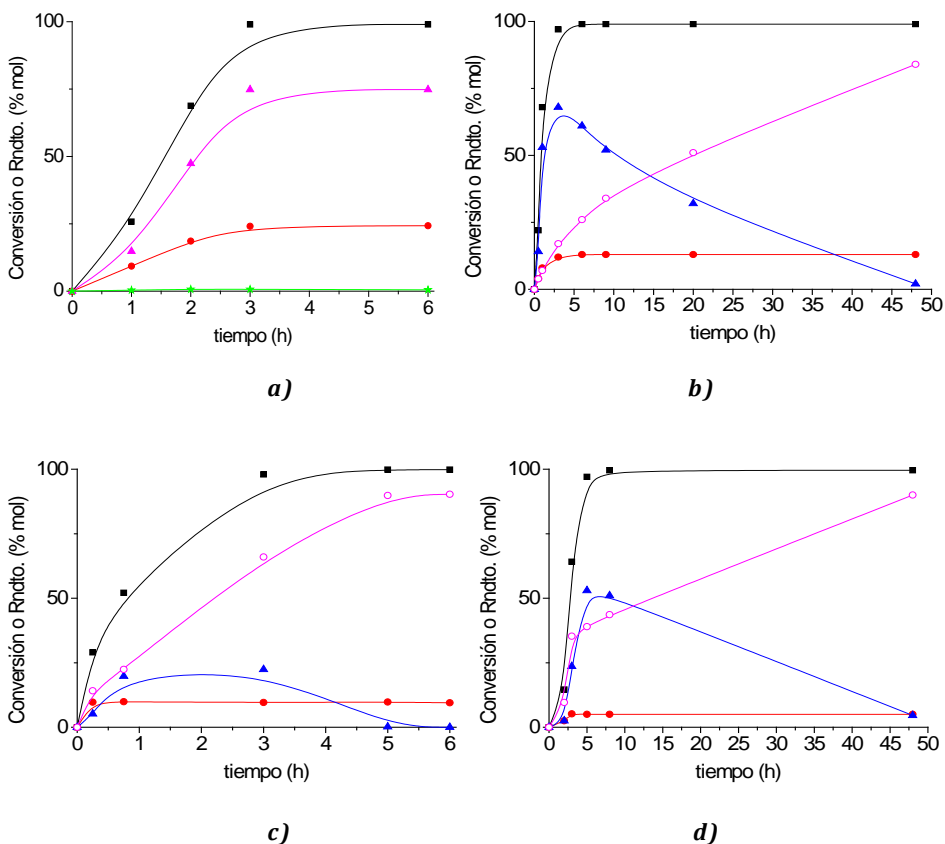 Conversión o Rndto. (% mol)
100
50
0
0 1 2 3 4 5 6
tiempo (h)
a)
Conversión o Rndto. (% mol)
100
50
0
0 5 10 15 20 25 30 35 40 45 50
tiempo (h)
b)
Conversión o Rndto. (% mol)
100
50
0
0 1 2 3 4 5 6
tiempo (h)
c)
Conversión o Rndto. (% mol)
100
50
0
0 5 10 15 20 25 30 35 40 45 50
tiempo (h)
d)